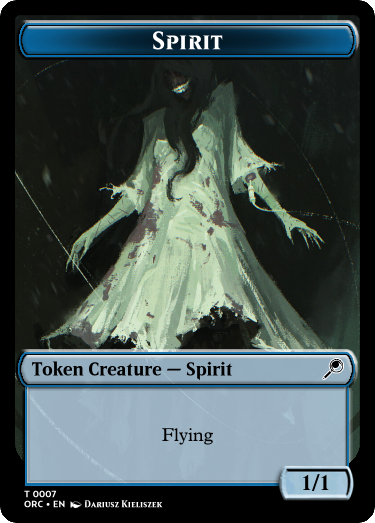 Spirit
Token Creature — Spirit
Flying
1/1
T 0007
ORC • EN Dariusz Kieliszek